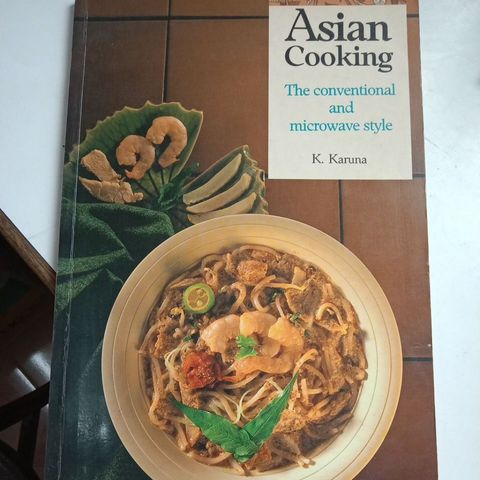 Asian
Cooking
The conventional
and
microwave style
K. Karuna